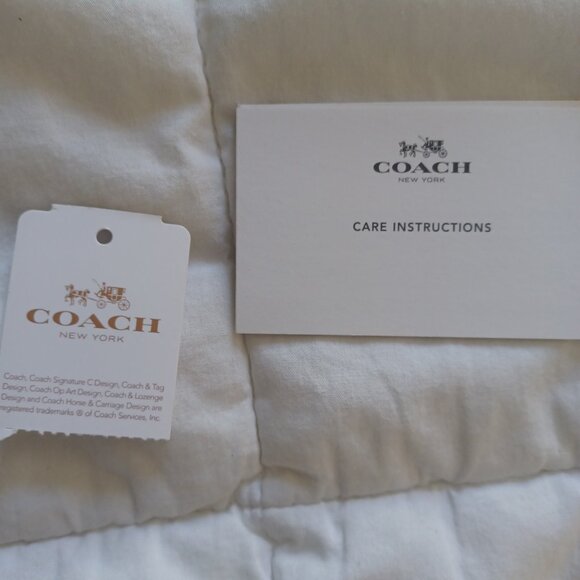 COACH
NEW YORK
CARE INSTRUCTIONS
COACH
NEW YORK
Coach, Coach Signature C Design, Coach & Tag
Design, Coach Op Art Design, Coach & Lozenge
Design and Coach Horse & Carriage Design are
registered trademarks ® of Coach Services, Inc.